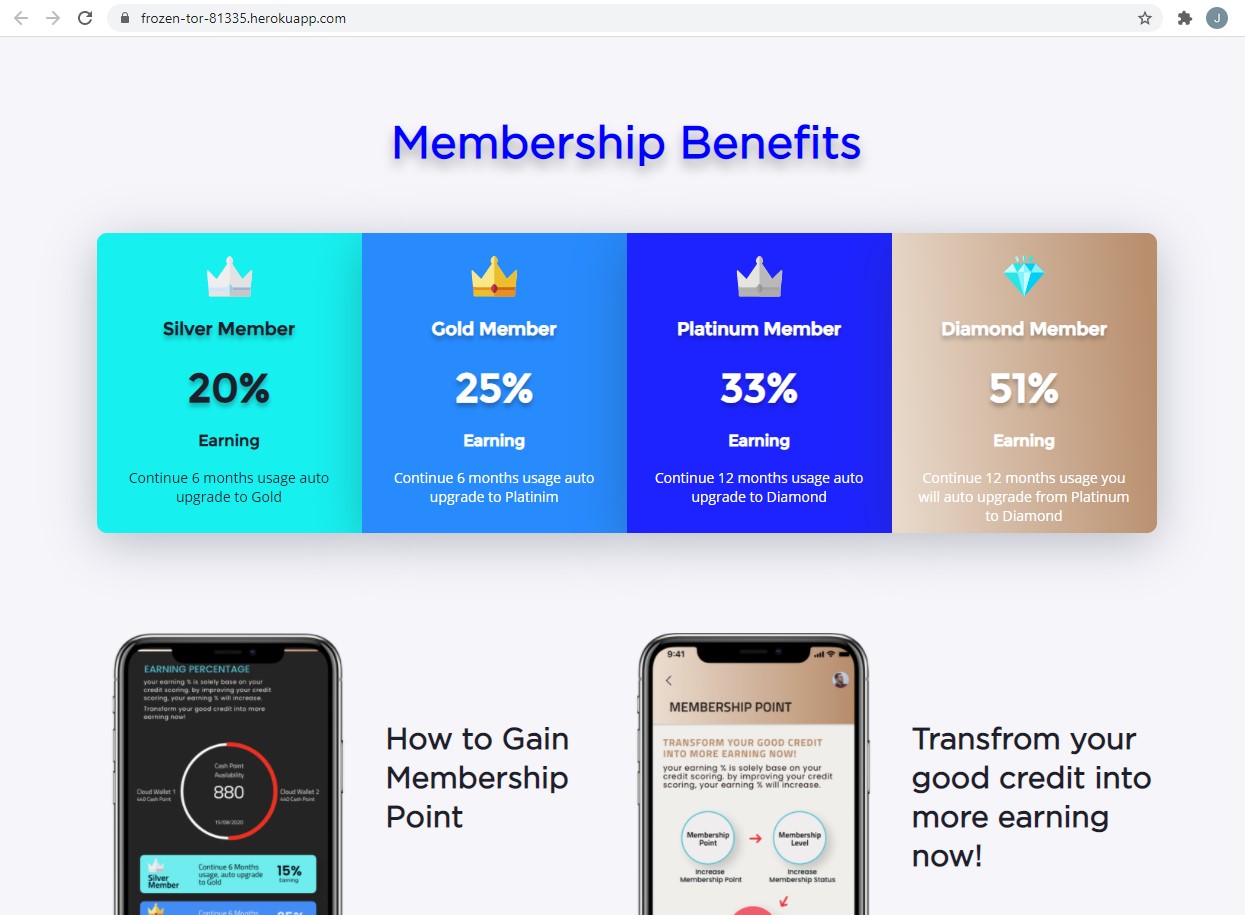 frozen-tor-81335.herokuapp.com
J
Membership Benefits
Silver Member
20%
Earning
Continue 6 months usage auto
upgrade to Gold
Gold Member
25%
Earning
Continue 6 months usage auto
upgrade to Platinim
Platinum Member
33%
Earning
Continue 12 months usage auto
upgrade to Diamond
Diamond Member
51%
Earning
Continue 12 months usage you
will auto upgrade from Platinum
to Diamond
EARNING PERCENTAGE
your earning % is solely base on your
credit scoring. by improving your credit
scoring, your earning % will increase.
Transform your good credit into more
earning now!
Cash Point
Availability
880
Cloud Wallet 1
440 Cash Point
Cloud Wallet 2
440 Cash Point
15/08/2020
Silver
Member
Continue 6 Months
usage, auto upgrade
to Gold
15%
Earning
Continue 6 Months
How to Gain
Membership
Point
9:41
MEMBERSHIP POINT
TRANSFORM YOUR GOOD CREDIT
INTO MORE EARNING NOW!
your earning % is solely base on your
credit scoring. by improving your credit
scoring, your earning % will increase.
Membership
Point
Membership
Level
Increase
Membership Point
Increase
Membership Status
Transfrom your
good credit into
more earning
now!